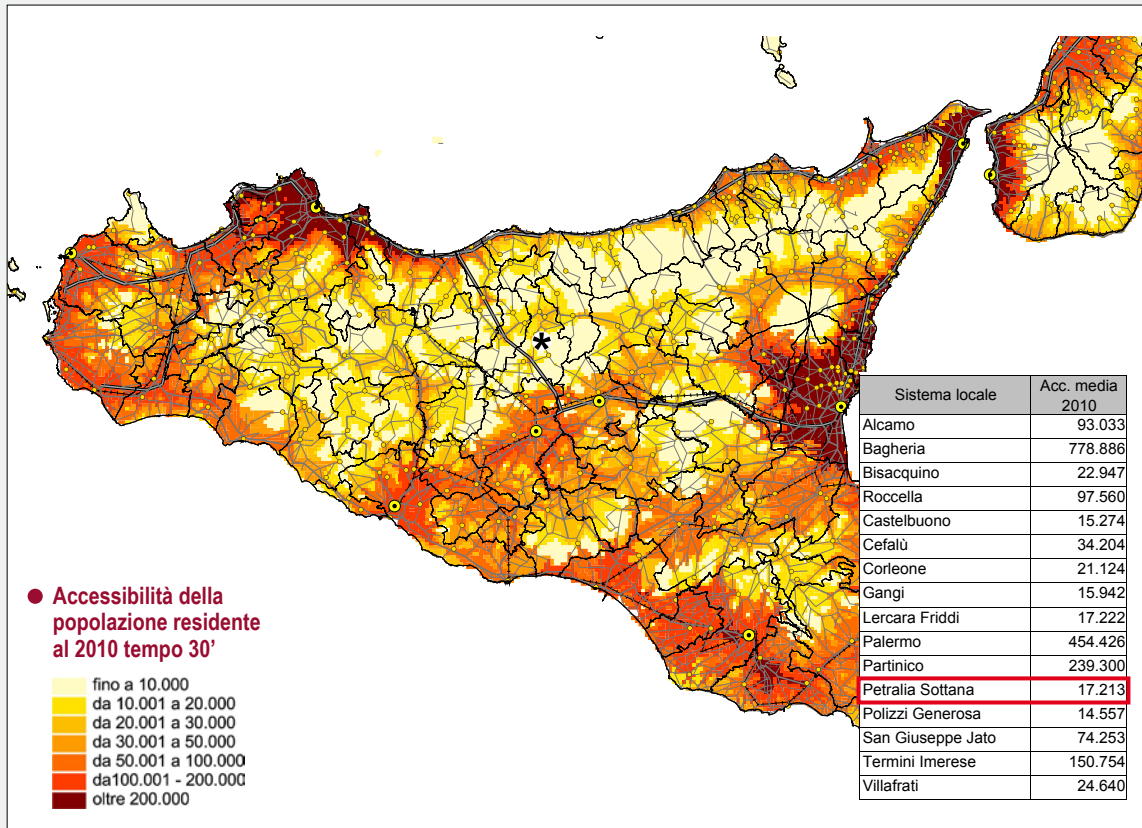 Sistema locale Acc. media 2010
Alcamo 93.033
Bagheria 778.886
Bisacquino 22.947
Roccella 97.560
Castelbuono 15.274
Cefalù 34.204
Corleone 21.124
Gangi 15.942
Lercara Friddi 17.222
Palermo 454.426
Partinico 239.300
Petralia Sottana 17.213
Polizzi Generosa 14.557
San Giuseppe Jato 74.253
Termini Imerese 150.754
Villafrati 24.640
Accessibilità della
popolazione residente
al 2010 tempo 30’
fino a 10.000
da 10.001 a 20.000
da 20.001 a 30.000
da 30.001 a 50.000
da 50.001 a 100.000
da100.001 - 200.000
oltre 200.000